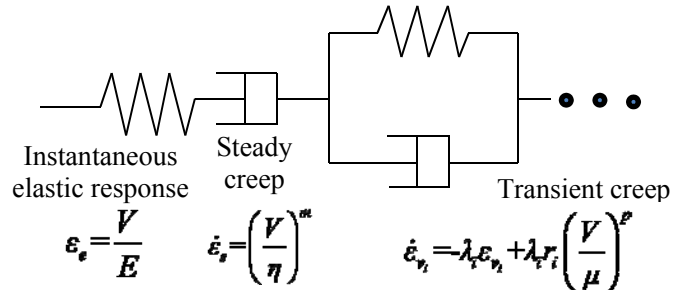 Instantaneous
elastic response
Steady
creep
Transient creep
ε_e = V/E
ε̇_s = (V/η)^m
ε̇_{v_i} = -λ_i ε_{v_i} + λ_i r_i (V/μ)^p